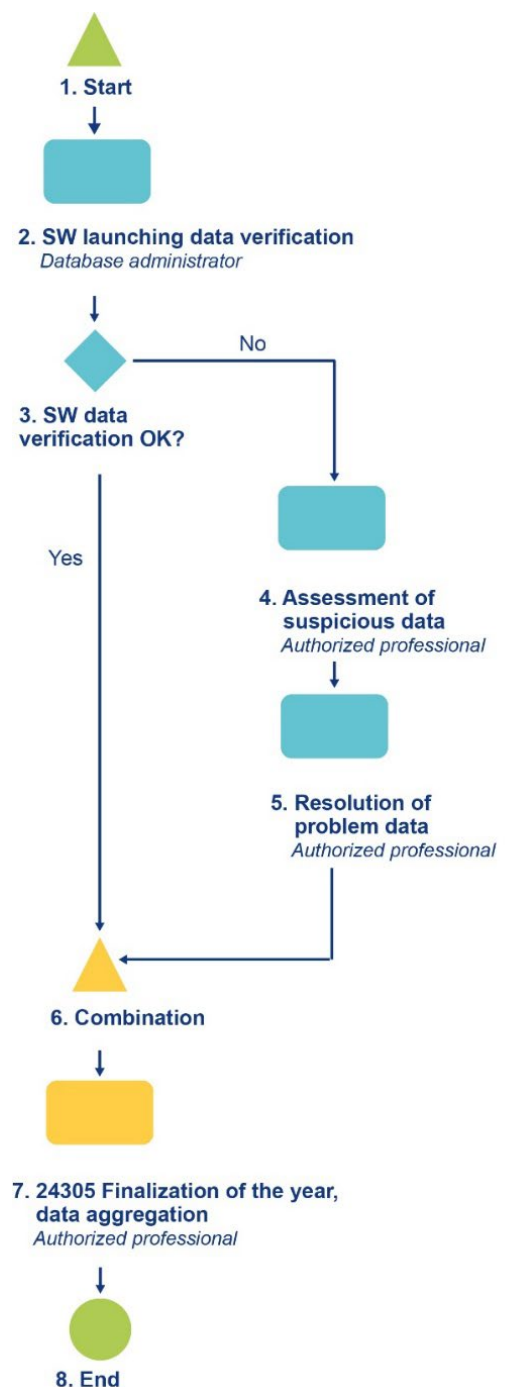 1. Start
2. SW launching data verification
Database administrator
No
3. SW data
verification OK?
Yes
4. Assessment of
suspicious data
Authorized professional
5. Resolution of
problem data
Authorized professional
6. Combination
7. 24305 Finalization of the year,
data aggregation
Authorized professional
8. End